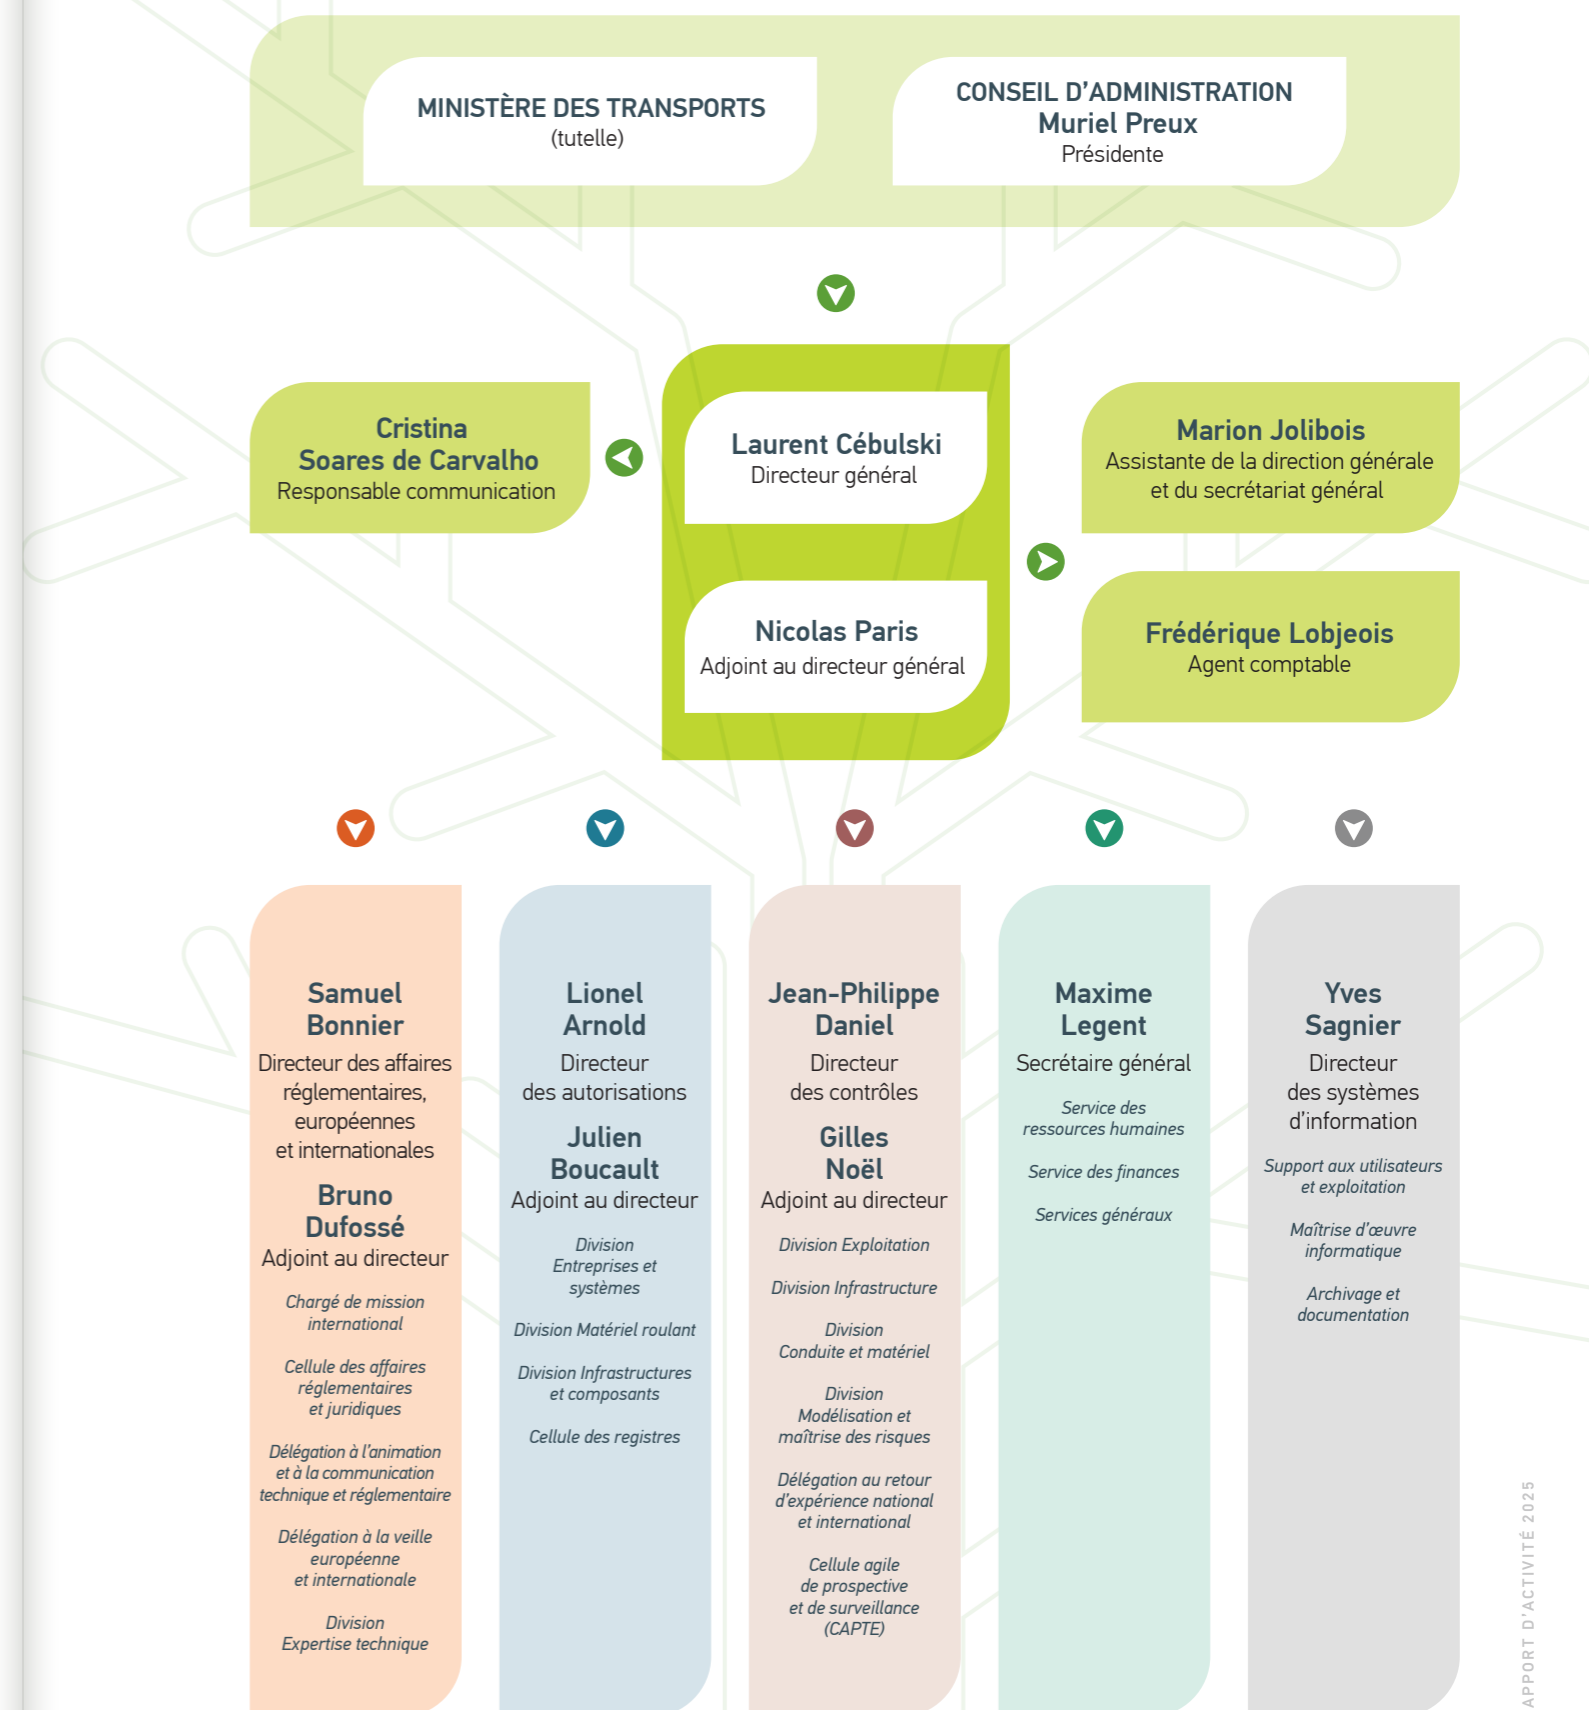 MINISTÈRE DES TRANSPORTS
(tutelle)
CONSEIL D’ADMINISTRATION
Muriel Preux
Présidente
Cristina
Soares de Carvalho
Responsable communication
Laurent Cébulski
Directeur général
Nicolas Paris
Adjoint au directeur général
Marion Jolibois
Assistante de la direction générale
et du secrétariat général
Frédérique Lobjeois
Agent comptable
Samuel
Bonnier
Directeur des affaires
réglementaires,
européennes
et internationales
Bruno
Dufossé
Adjoint au directeur
Chargé de mission
international
Cellule des affaires
réglementaires
et juridiques
Délégation à l’animation
et à la communication
technique et réglementaire
Délégation à la veille
européenne
et internationale
Division
Expertise technique
Lionel
Arnold
Directeur
des autorisations
Julien
Boucault
Adjoint au directeur
Division
Entreprises et
systèmes
Division Matériel roulant
Division Infrastructures
et composants
Cellule des registres
Jean-Philippe
Daniel
Directeur
des contrôles
Gilles
Noël
Adjoint au directeur
Division Exploitation
Division Infrastructure
Division
Conduite et matériel
Division
Modélisation et
maîtrise des risques
Délégation au retour
d’expérience national
et international
Cellule agile
de prospective
et de surveillance
(CAPTE)
Maxime
Legent
Secrétaire général
Service des
ressources humaines
Service des finances
Services généraux
Yves
Sagnier
Directeur
des systèmes
d’information
Support aux utilisateurs
et exploitation
Maîtrise d’œuvre
informatique
Archivage et
documentation
APPORT D’ACTIVITÉ 2025